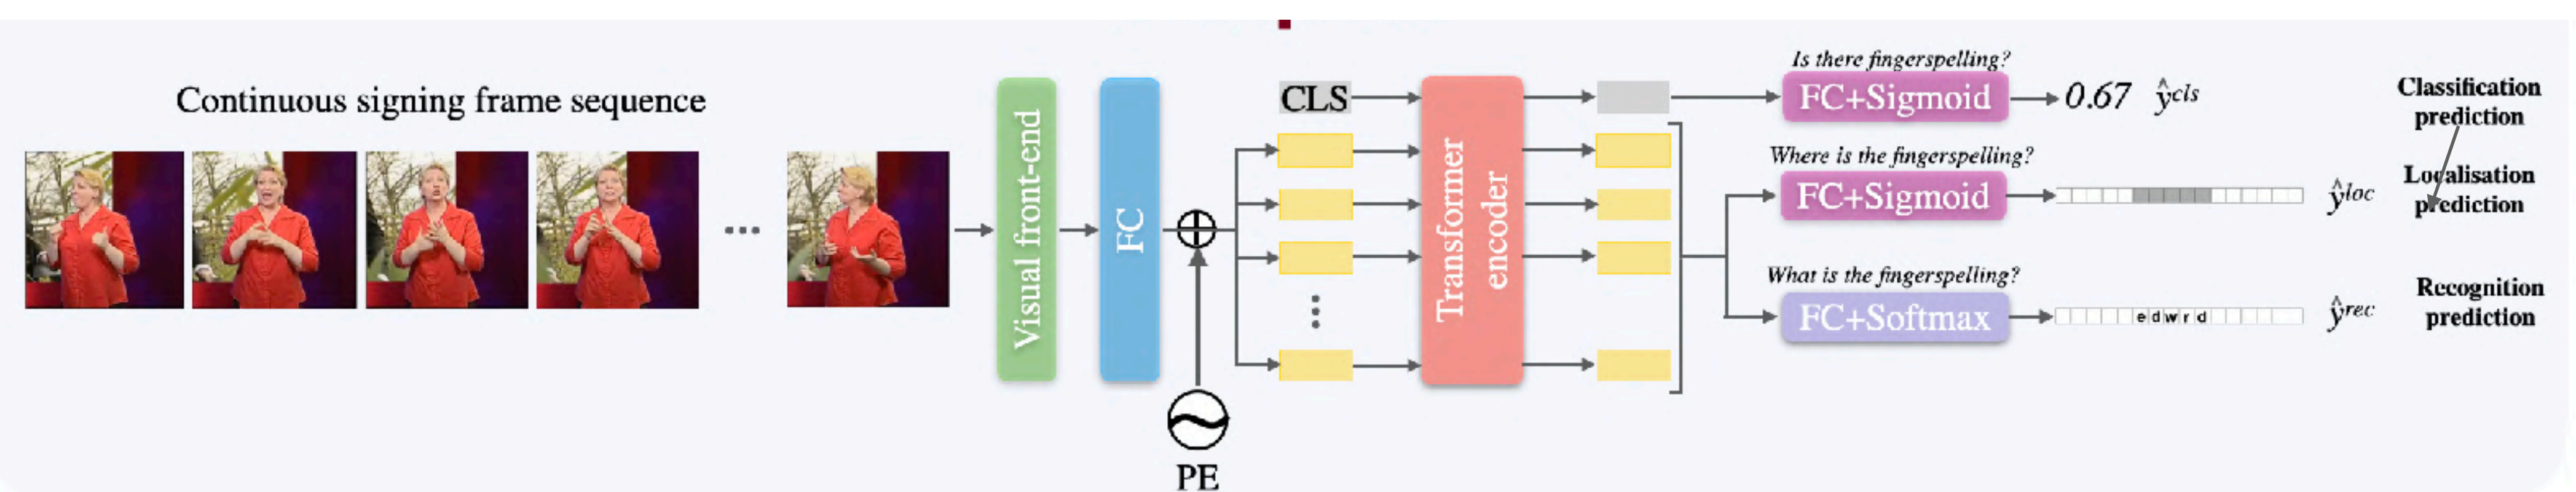 Continuous signing frame sequence
...
Visual front-end
FC
PE
CLS
Transformer
encoder
Is there fingerspelling?
FC+Sigmoid
0.67 ŷcls
Classification
prediction
Where is the fingerspelling?
FC+Sigmoid
ŷloc
Localisation
prediction
What is the fingerspelling?
FC+Softmax
e d w r d
ŷrec
Recognition
prediction